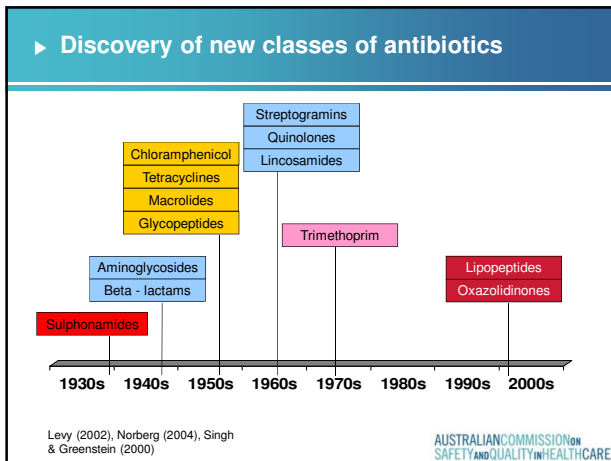 Discovery of new classes of antibiotics
Streptogramins
Quinolones
Lincosamides
Chloramphenicol
Tetracyclines
Macrolides
Glycopeptides
Trimethoprim
Aminoglycosides
Beta - lactams
Lipopeptides
Oxazolidinones
Sulphonamides
1930s 1940s 1950s 1960s 1970s 1980s 1990s 2000s
Levy (2002), Norberg (2004), Singh
& Greenstein (2000)
AUSTRALIAN COMMISSION ON
SAFETY AND QUALITY IN HEALTH CARE